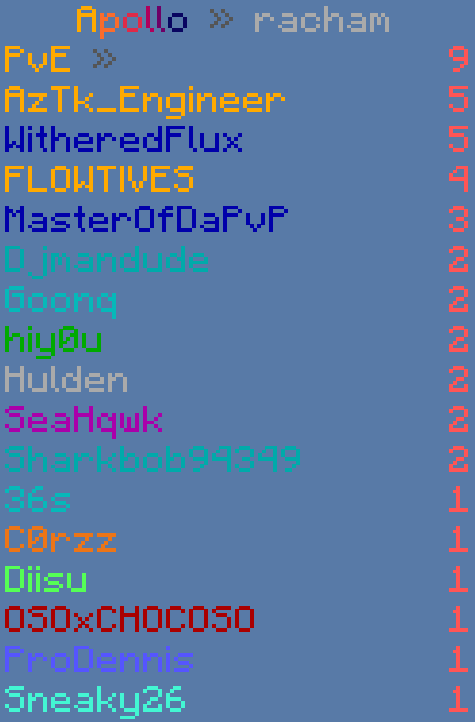 Apollo » racham
PvE » 9
AzTk_Engineer 5
WitheredFlux 5
FLOWTIVES 4
MasterOfDaPvP 3
Djmandude 2
Goonq 2
hiy0u 2
Hulden 2
SeaHqwk 2
Sharkbob94349 2
36s 1
C0rzz 1
Diisu 1
OSOxCHOCOSO 1
ProDennis 1
Sneaky26 1